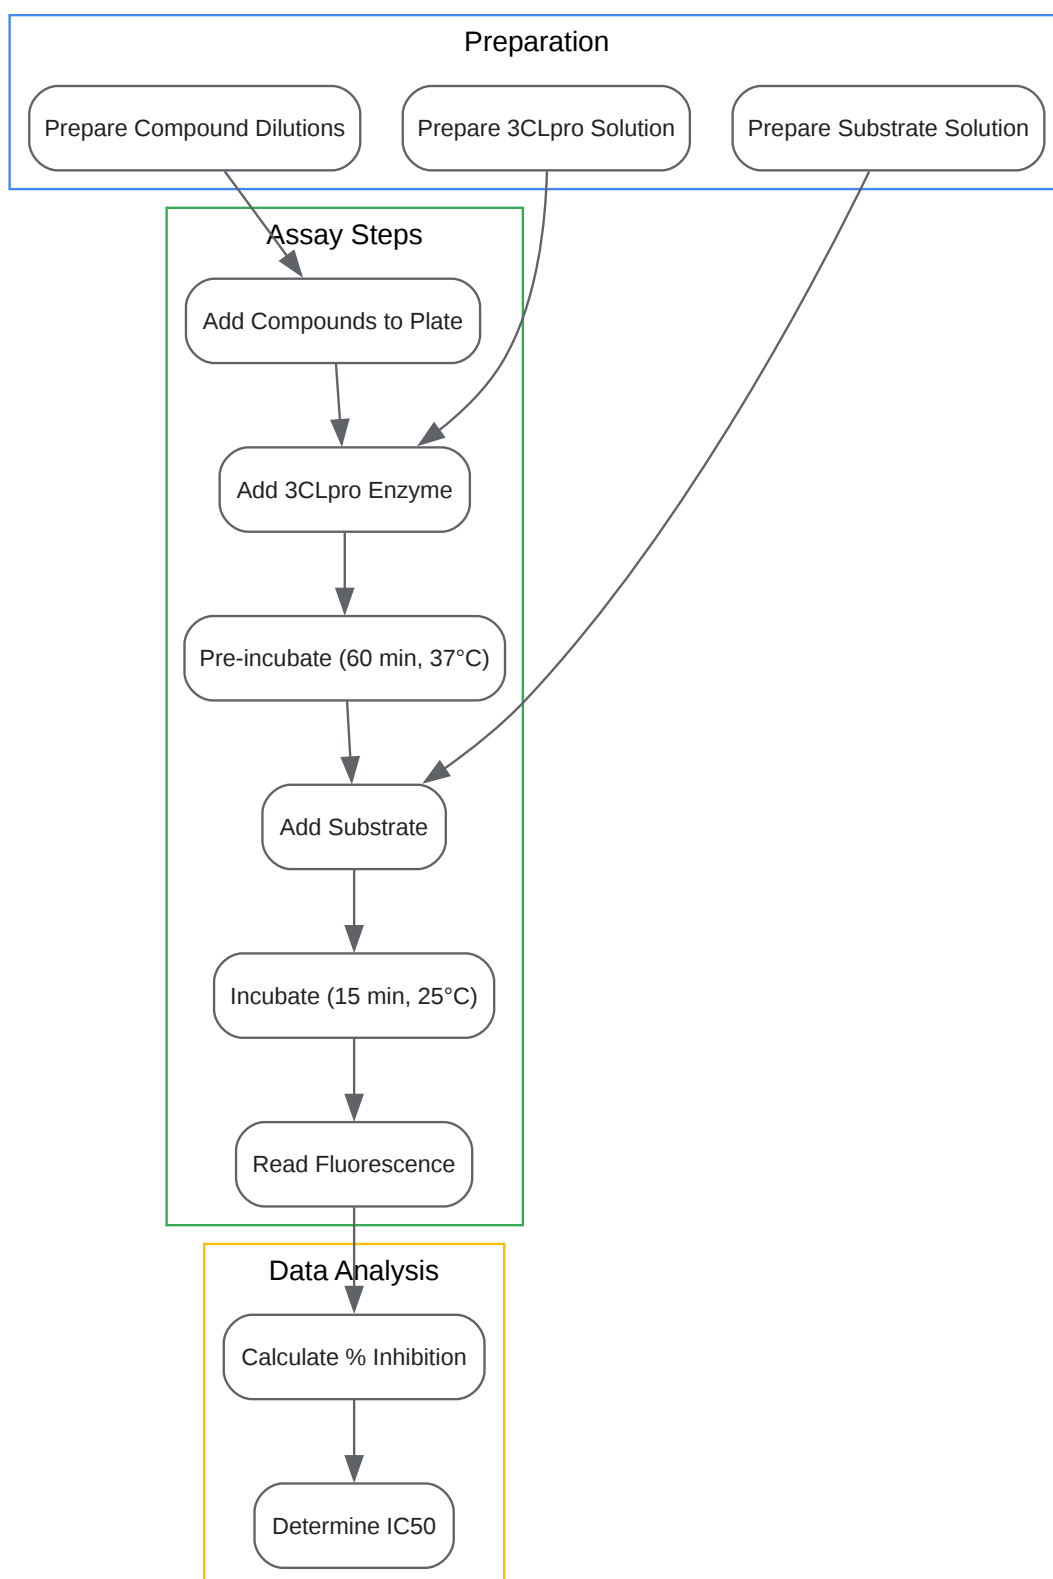 Preparation
Prepare Compound Dilutions
Prepare 3CLpro Solution
Prepare Substrate Solution
Assay Steps
Add Compounds to Plate
Add 3CLpro Enzyme
Pre-incubate (60 min, 37°C)
Add Substrate
Incubate (15 min, 25°C)
Read Fluorescence
Data Analysis
Calculate % Inhibition
Determine IC50